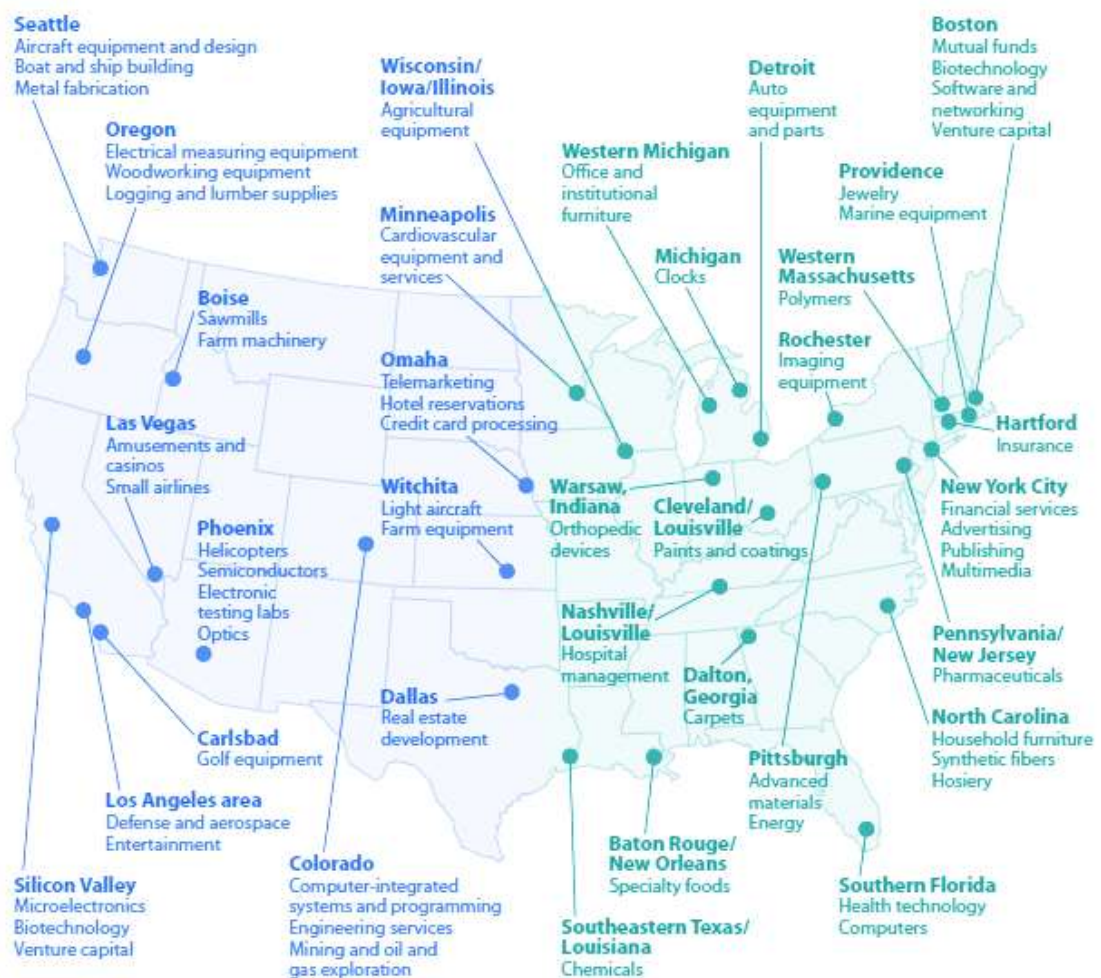 Seattle
Aircraft equipment and design
Boat and ship building
Metal fabrication
Oregon
Electrical measuring equipment
Woodworking equipment
Logging and lumber supplies
Boise
Sawmills
Farm machinery
Las Vegas
Amusements and
casinos
Small airlines
Phoenix
Helicopters
Semiconductors
Electronic
testing labs
Optics
Carlsbad
Golf equipment
Los Angeles area
Defense and aerospace
Entertainment
Silicon Valley
Microelectronics
Biotechnology
Venture capital
Colorado
Computer-integrated
systems and programming
Engineering services
Mining and oil and
gas exploration
Wisconsin/
Iowa/Illinois
Agricultural
equipment
Minneapolis
Cardiovascular
equipment and
services
Omaha
Telemarketing
Hotel reservations
Credit card processing
Witchita
Light aircraft
Farm equipment
Dallas
Real estate
development
Western Michigan
Office and
institutional
furniture
Michigan
Clocks
Detroit
Auto
equipment
and parts
Boston
Mutual funds
Biotechnology
Software and
networking
Venture capital
Providence
Jewelry
Marine equipment
Western
Massachusetts
Polymers
Rochester
Imaging
equipment
Hartford
Insurance
Warsaw,
Indiana
Orthopedic
devices
Cleveland/
Louisville
Paints and coatings
New York City
Financial services
Advertising
Publishing
Multimedia
Nashville/
Louisville
Hospital
management
Dalton,
Georgia
Carpets
Pennsylvania/
New Jersey
Pharmaceuticals
North Carolina
Household furniture
Synthetic fibers
Hosiery
Pittsburgh
Advanced
materials
Energy
Baton Rouge/
New Orleans
Specialty foods
Southeastern Texas/
Louisiana
Chemicals
Southern Florida
Health technology
Computers